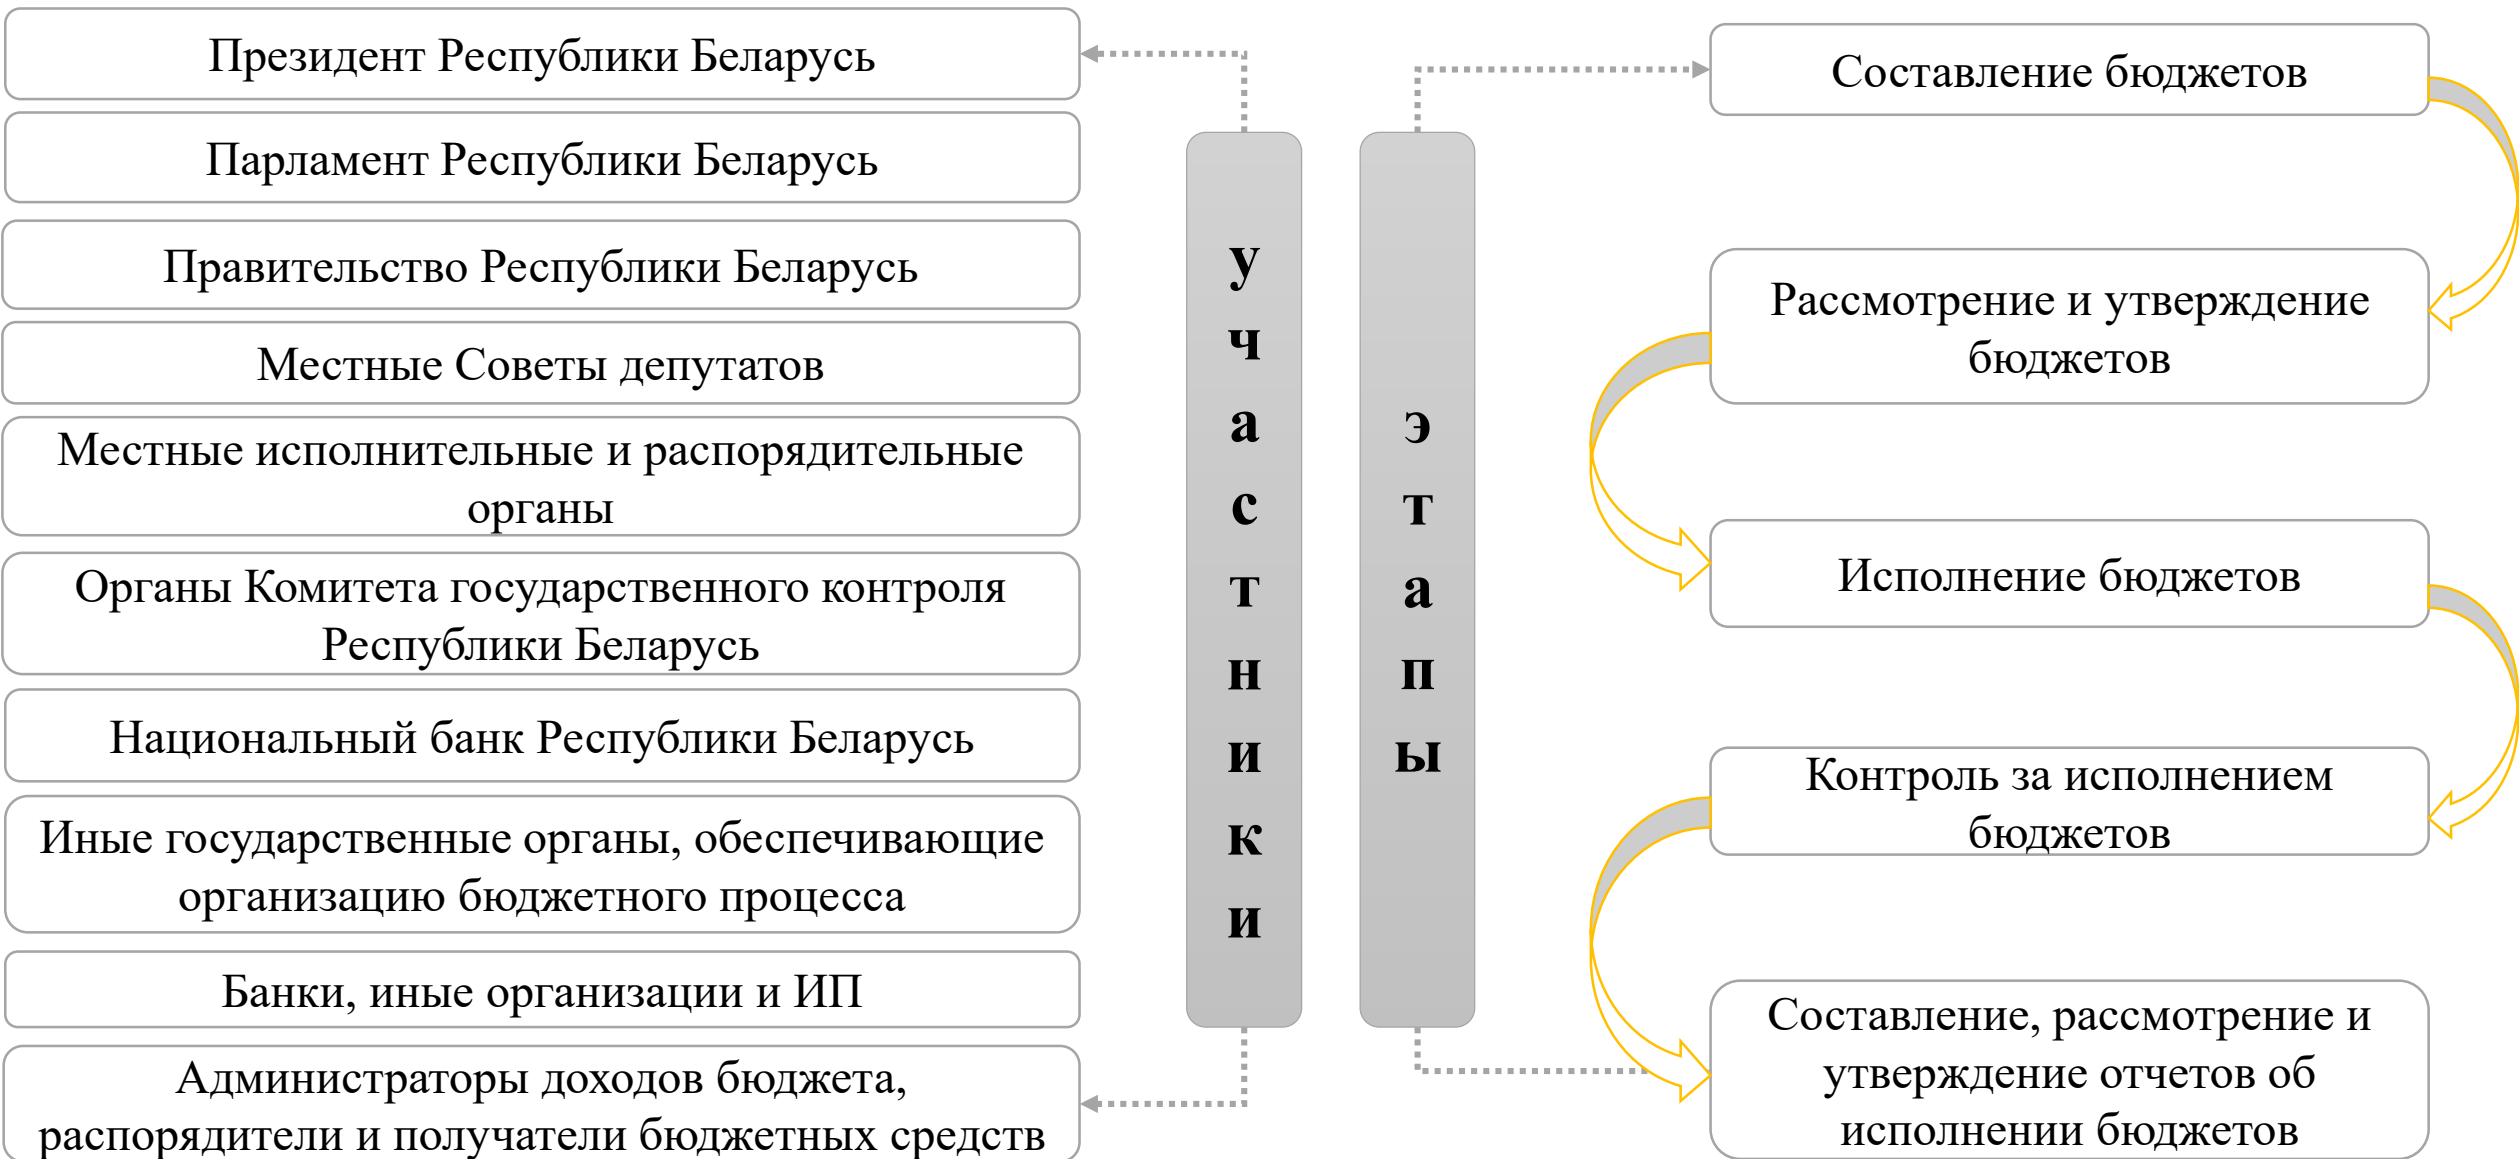 Президент Республики Беларусь
Парламент Республики Беларусь
Правительство Республики Беларусь
Местные Советы депутатов
Местные исполнительные и распорядительные
органы
Органы Комитета государственного контроля
Республики Беларусь
Национальный банк Республики Беларусь
Иные государственные органы, обеспечивающие
организацию бюджетного процесса
Банки, иные организации и ИП
Администраторы доходов бюджета,
распорядители и получатели бюджетных средств
у
ч
а
с
т
н
и
к
и
э
т
а
п
ы
Составление бюджетов
Рассмотрение и утверждение
бюджетов
Исполнение бюджетов
Контроль за исполнением
бюджетов
Составление, рассмотрение и
утверждение отчетов об
исполнении бюджетов